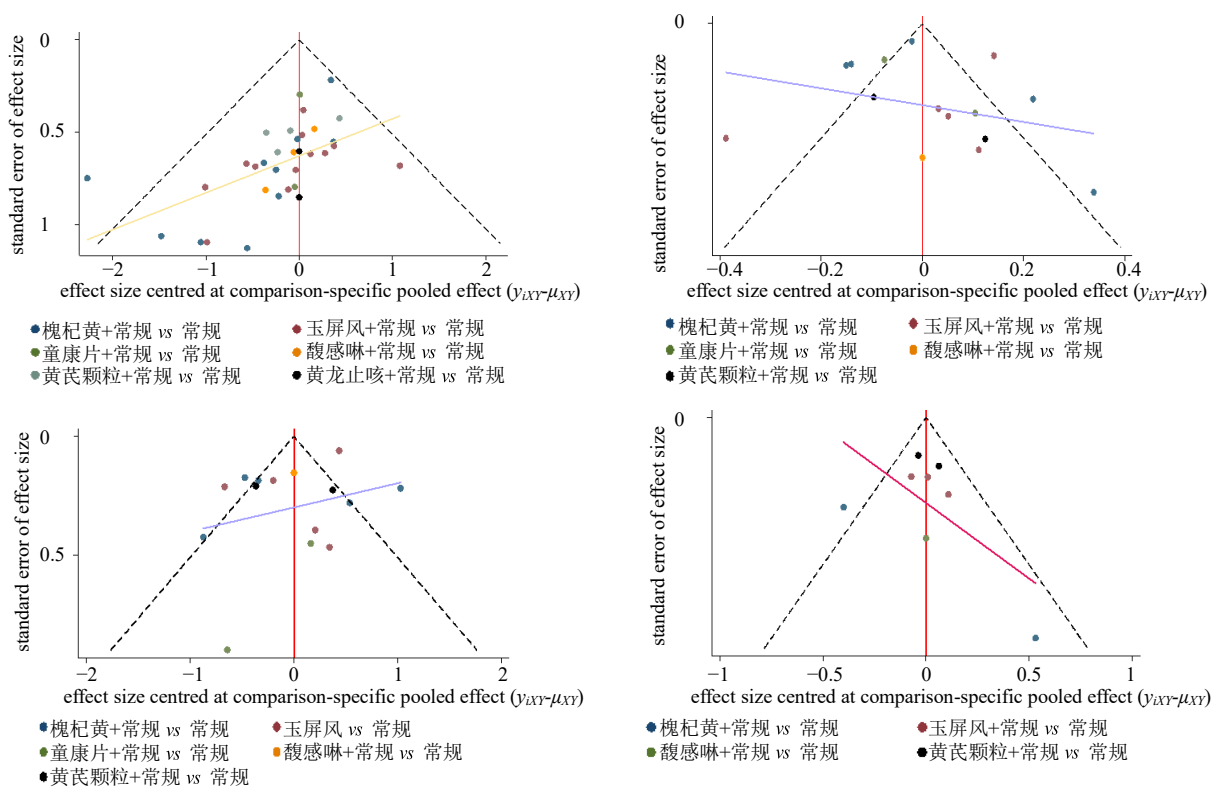 0
0.5
1
standard error of effect size
−2
−1
0
1
2
effect size centred at comparison-specific pooled effect (yiXY-μXY)
槐杞黄+常规 vs 常规
玉屏风+常规 vs 常规
童康片+常规 vs 常规
馥感啉+常规 vs 常规
黄芪颗粒+常规 vs 常规
黄龙止咳+常规 vs 常规
0
standard error of effect size
−0.4
−0.2
0
0.2
0.4
effect size centred at comparison-specific pooled effect (yiXY-μXY)
槐杞黄+常规 vs 常规
玉屏风+常规 vs 常规
童康片+常规 vs 常规
馥感啉+常规 vs 常规
黄芪颗粒+常规 vs 常规
0
0.5
standard error of effect size
−2
−1
0
1
2
effect size centred at comparison-specific pooled effect (yiXY-μXY)
槐杞黄+常规 vs 常规
玉屏风 vs 常规
童康片+常规 vs 常规
馥感啉+常规 vs 常规
黄芪颗粒+常规 vs 常规
0
standard error of effect size
−1
−0.5
0
0.5
1
effect size centred at comparison-specific pooled effect (yiXY-μXY)
槐杞黄+常规 vs 常规
玉屏风+常规 vs 常规
馥感啉+常规 vs 常规
黄芪颗粒+常规 vs 常规